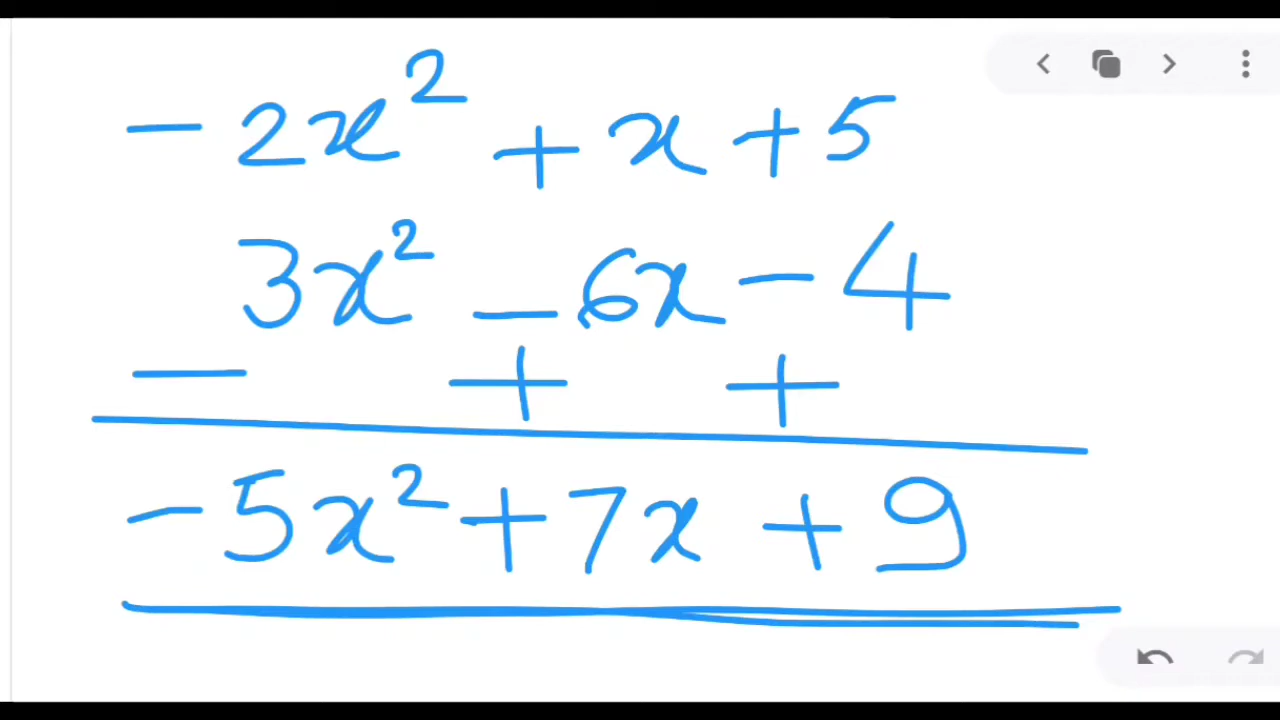 - 2x² + x + 5
3x² - 6x - 4
- + +
- 5x² + 7x + 9